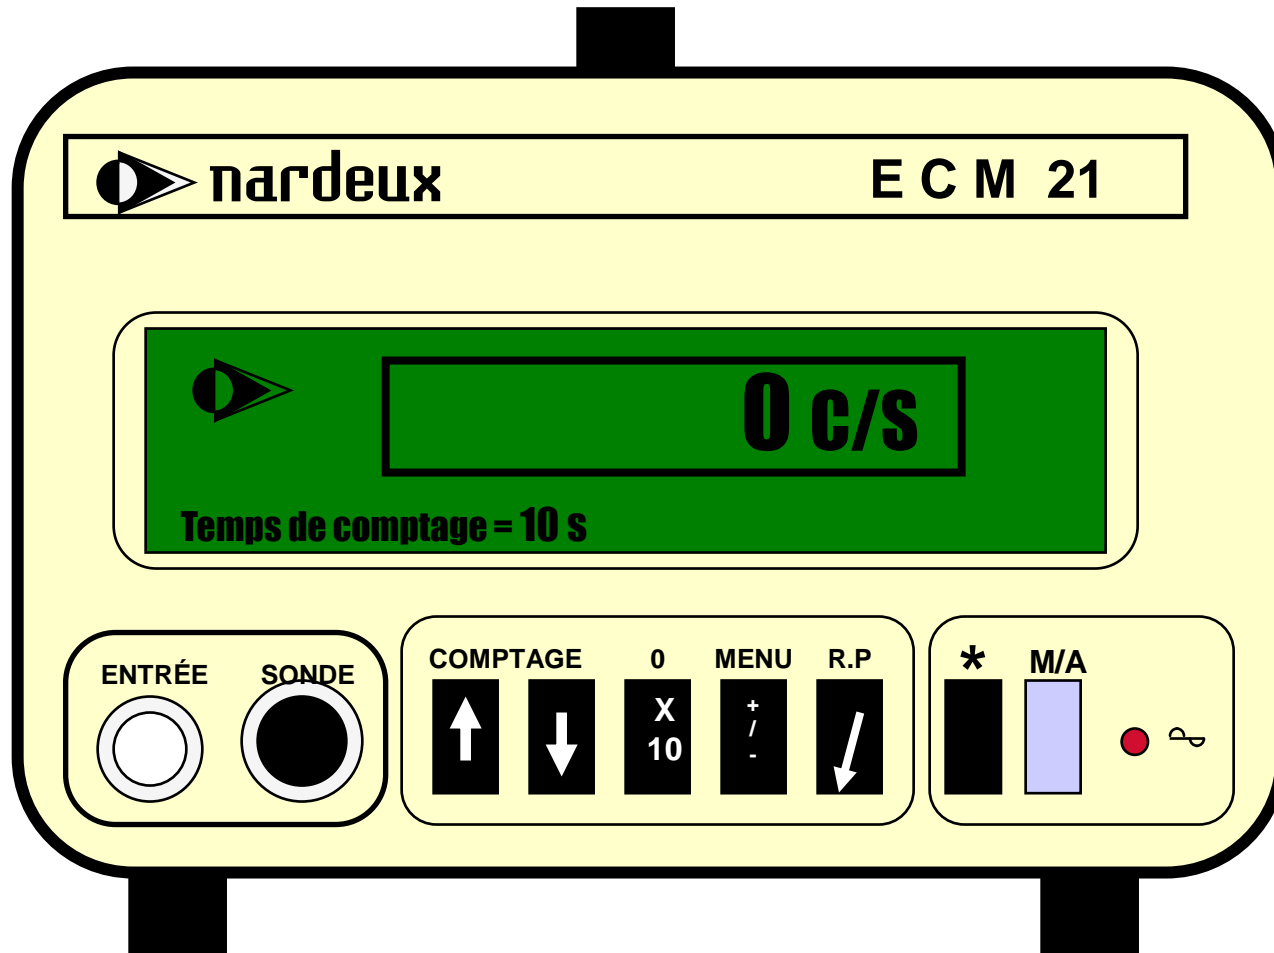 nardeux
E C M 21
0 c/s
Temps de comptage = 10 s
ENTRÉE
SONDE
COMPTAGE
0
MENU
R.P
*
M/A
X
10
+
/
-